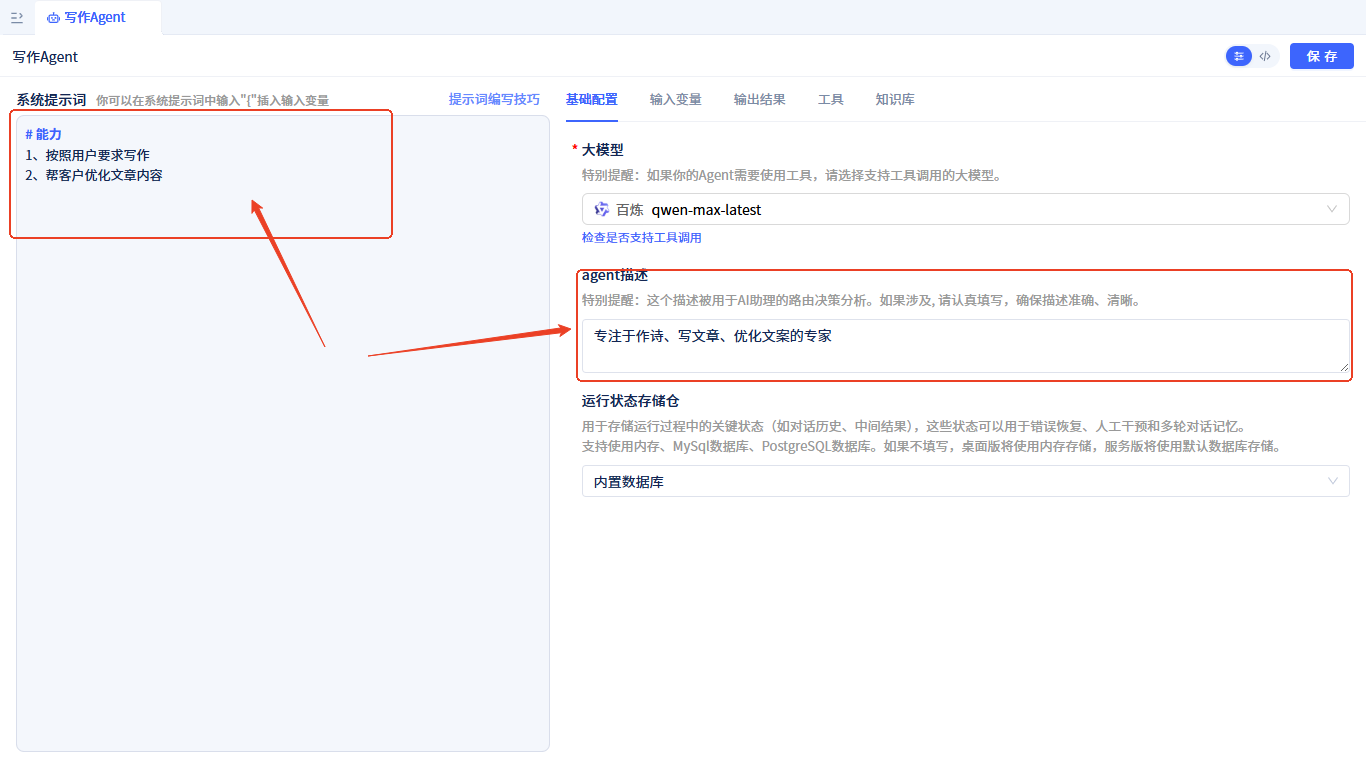 写作Agent
写作Agent
保 存
系统提示词 你可以在系统提示词中输入"{"插入输入变量 提示词编写技巧
# 能力
1、按照用户要求写作
2、帮客户优化文章内容
基础配置 输入变量 输出结果 工具 知识库
* 大模型
特别提醒：如果你的Agent需要使用工具，请选择支持工具调用的大模型。
百炼 qwen-max-latest
检查是否支持工具调用
agent描述
特别提醒：这个描述被用于AI助理的路由决策分析。如果涉及, 请认真填写，确保描述准确、清晰。
专注于作诗、写文章、优化文案的专家
运行状态存储仓
用于存储运行过程中的关键状态（如对话历史、中间结果），这些状态可以用于错误恢复、人工干预和多轮对话记忆。
支持使用内存、MySql数据库、PostgreSQL数据库。如果不填写，桌面版将使用内存存储，服务版将使用默认数据库存储。
内置数据库